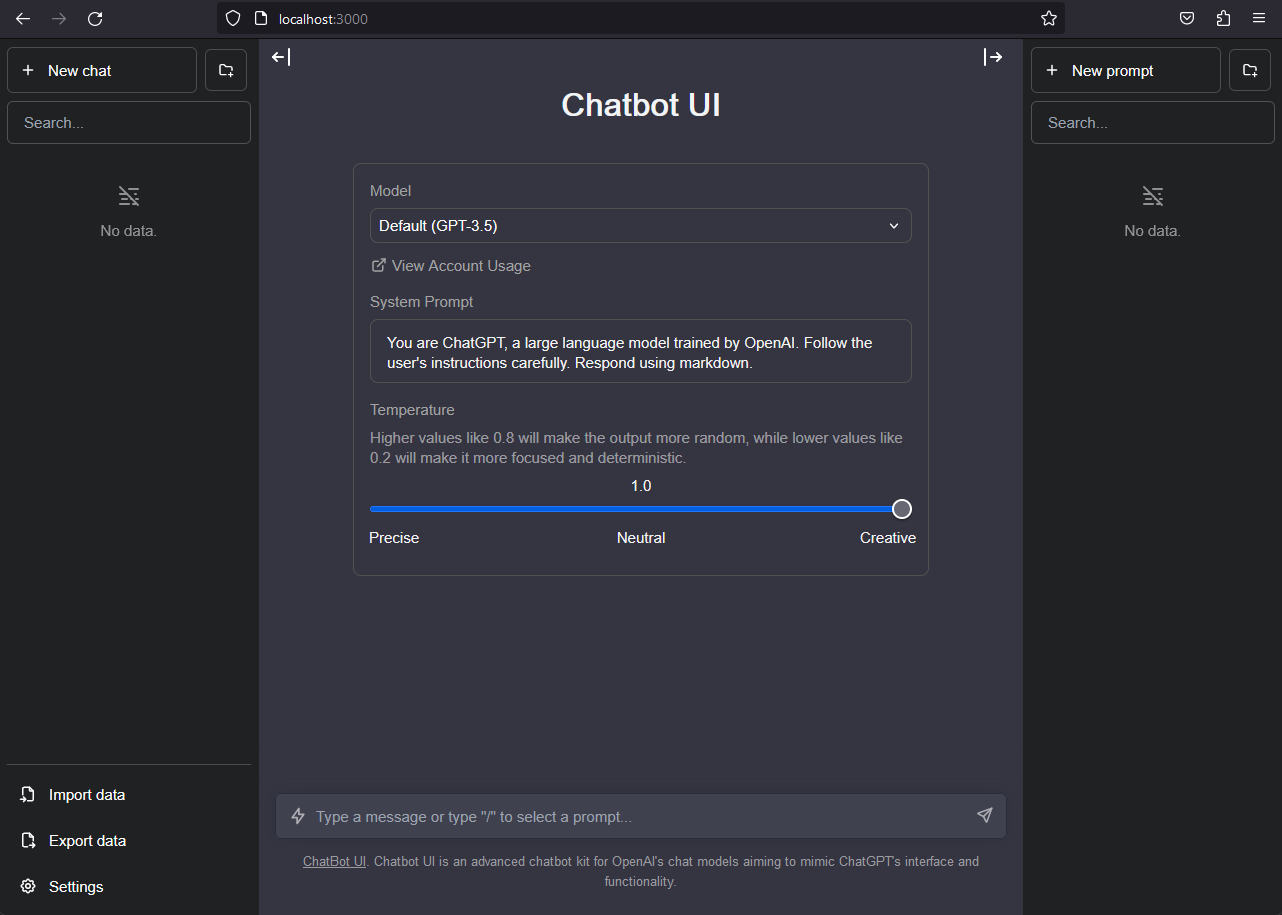 localhost:3000
New chat
Search...
No data.
Import data
Export data
Settings
Chatbot UI
Model
Default (GPT-3.5)
View Account Usage
System Prompt
You are ChatGPT, a large language model trained by OpenAI. Follow the
user's instructions carefully. Respond using markdown.
Temperature
Higher values like 0.8 will make the output more random, while lower values like
0.2 will make it more focused and deterministic.
1.0
Precise Neutral Creative
Type a message or type "/" to select a prompt...
ChatBot UI. Chatbot UI is an advanced chatbot kit for OpenAI's chat models aiming to mimic ChatGPT's interface and
functionality.
New prompt
Search...
No data.